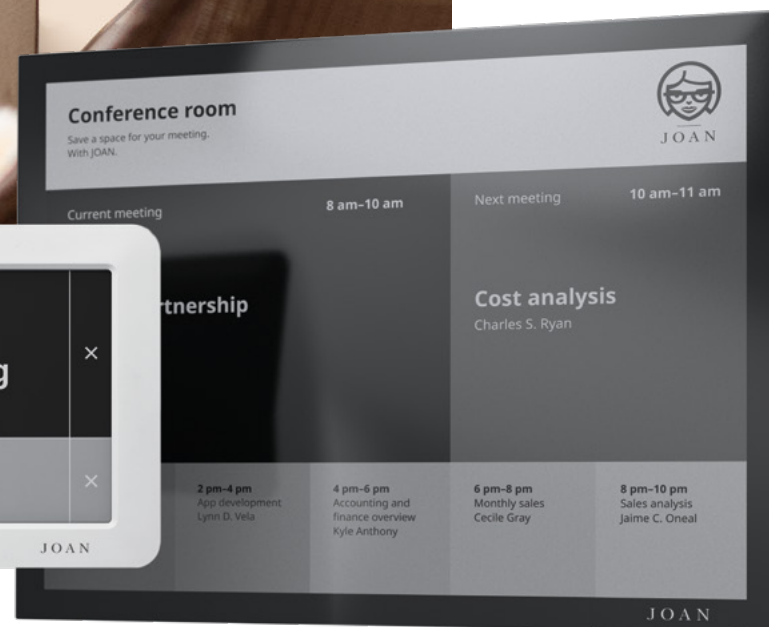 Conference room
Save a space for your meeting.
With JOAN.
JOAN
Current meeting
8 am–10 am
Next meeting
10 am–11 am
rtnership
Cost analysis
Charles S. Ryan
g
2 pm–4 pm
App development
Lynn D. Vela
4 pm–6 pm
Accounting and
finance overview
Kyle Anthony
6 pm–8 pm
Monthly sales
Cecile Gray
8 pm–10 pm
Sales analysis
Jaime C. Oneal
JOAN
JOAN